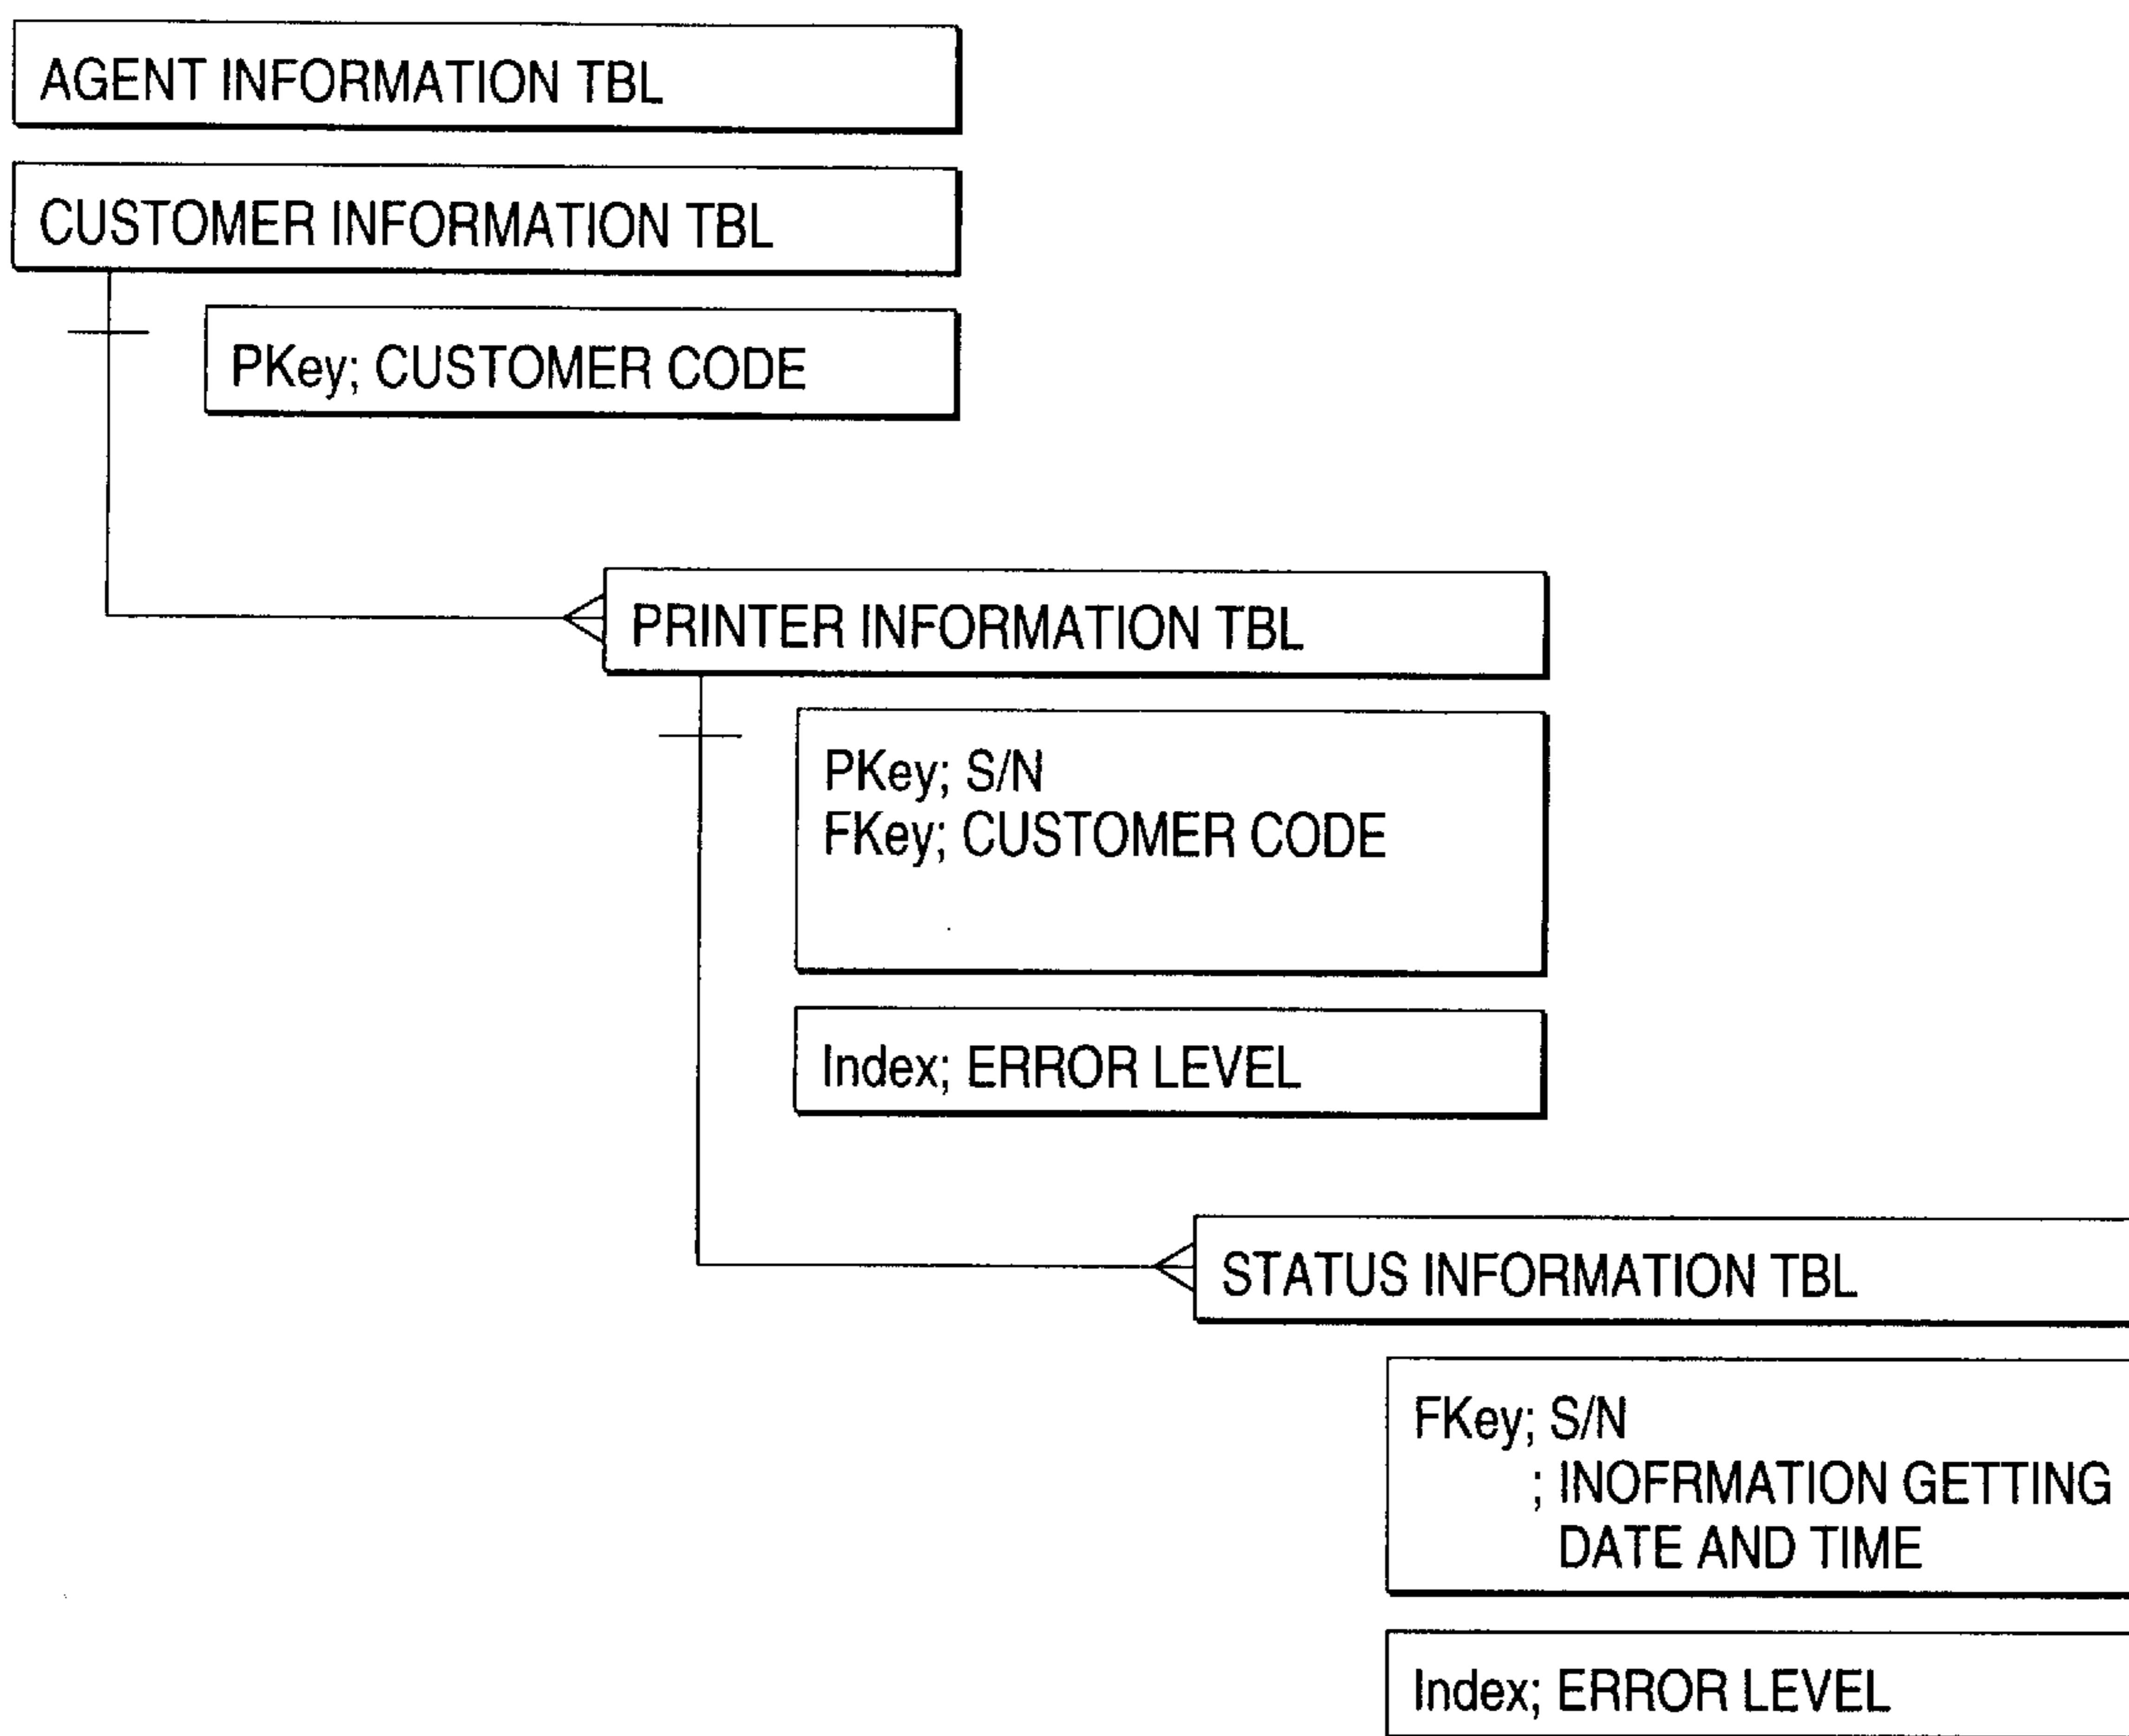 AGENT INFORMATION TBL
CUSTOMER INFORMATION TBL
PKey; CUSTOMER CODE
PRINTER INFORMATION TBL
PKey; S/N
FKey; CUSTOMER CODE
Index; ERROR LEVEL
STATUS INFORMATION TBL
FKey; S/N
; INOFRMATION GETTING
DATE AND TIME
Index; ERROR LEVEL